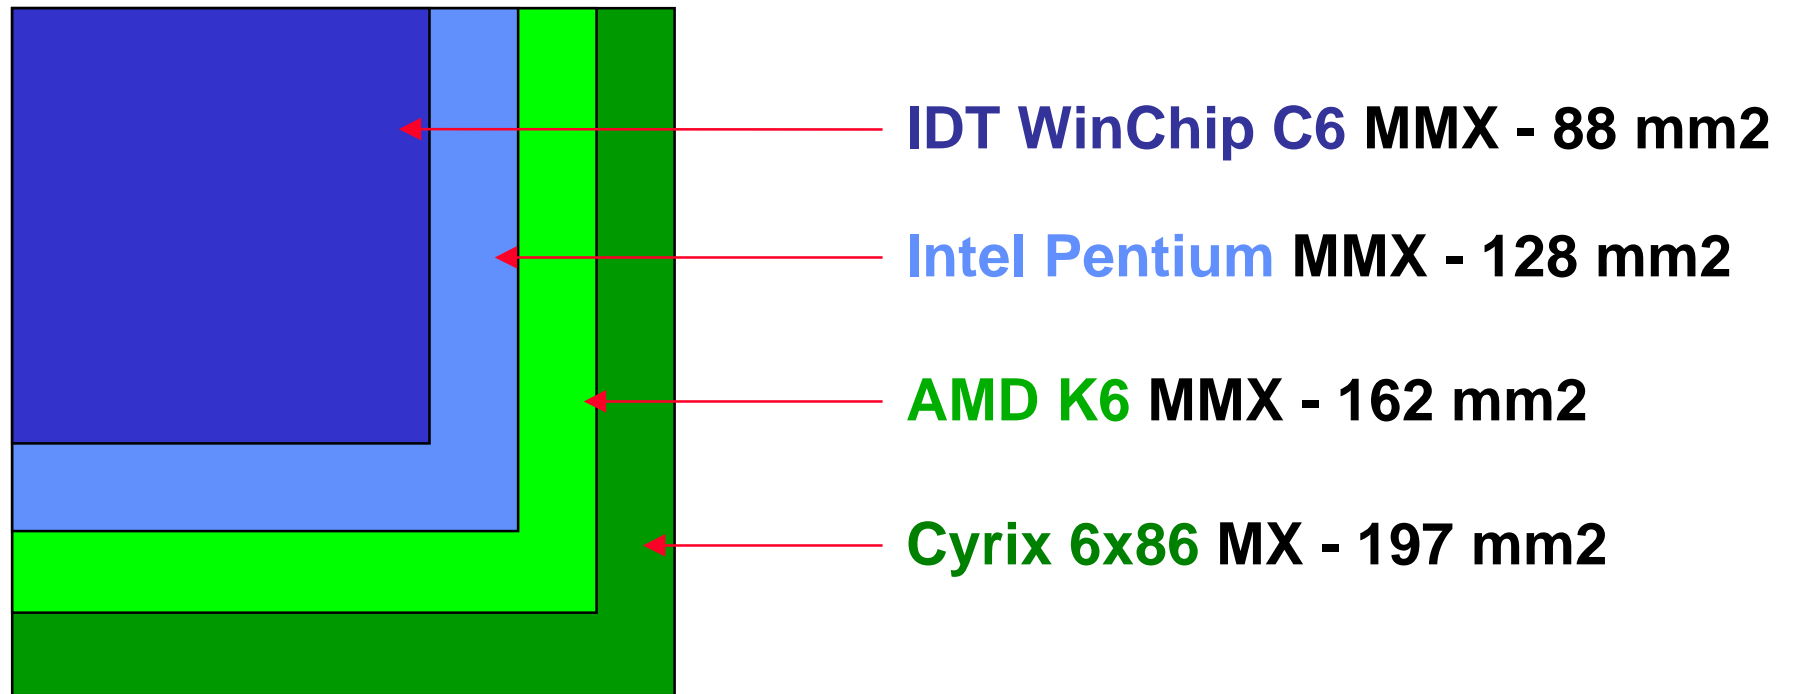 IDT WinChip C6 MMX - 88 mm2
Intel Pentium MMX - 128 mm2
AMD K6 MMX - 162 mm2
Cyrix 6x86 MX - 197 mm2